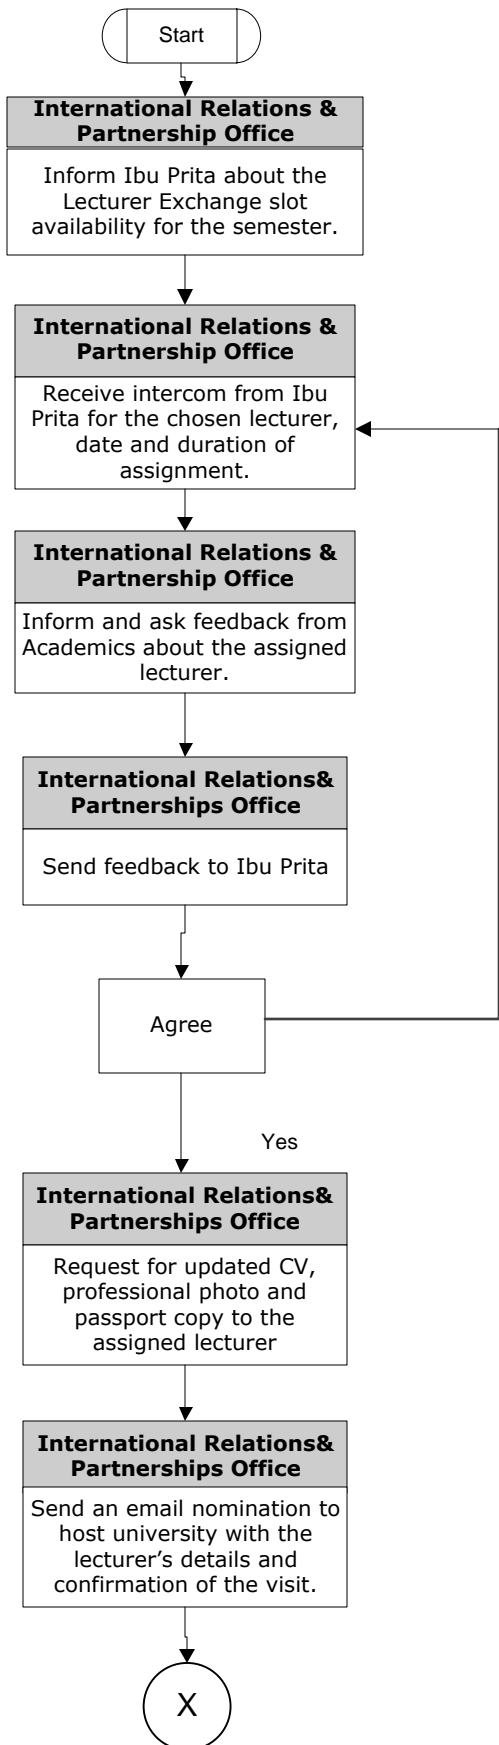 Start
International Relations &
Partnership Office
Inform Ibu Prita about the
Lecturer Exchange slot
availability for the semester.
International Relations &
Partnership Office
Receive intercom from Ibu
Prita for the chosen lecturer,
date and duration of
assignment.
International Relations &
Partnership Office
Inform and ask feedback from
Academics about the assigned
lecturer.
International Relations&
Partnerships Office
Send feedback to Ibu Prita
Agree
Yes
International Relations&
Partnerships Office
Request for updated CV,
professional photo and
passport copy to the
assigned lecturer
International Relations&
Partnerships Office
Send an email nomination to
host university with the
lecturer’s details and
confirmation of the visit.
X